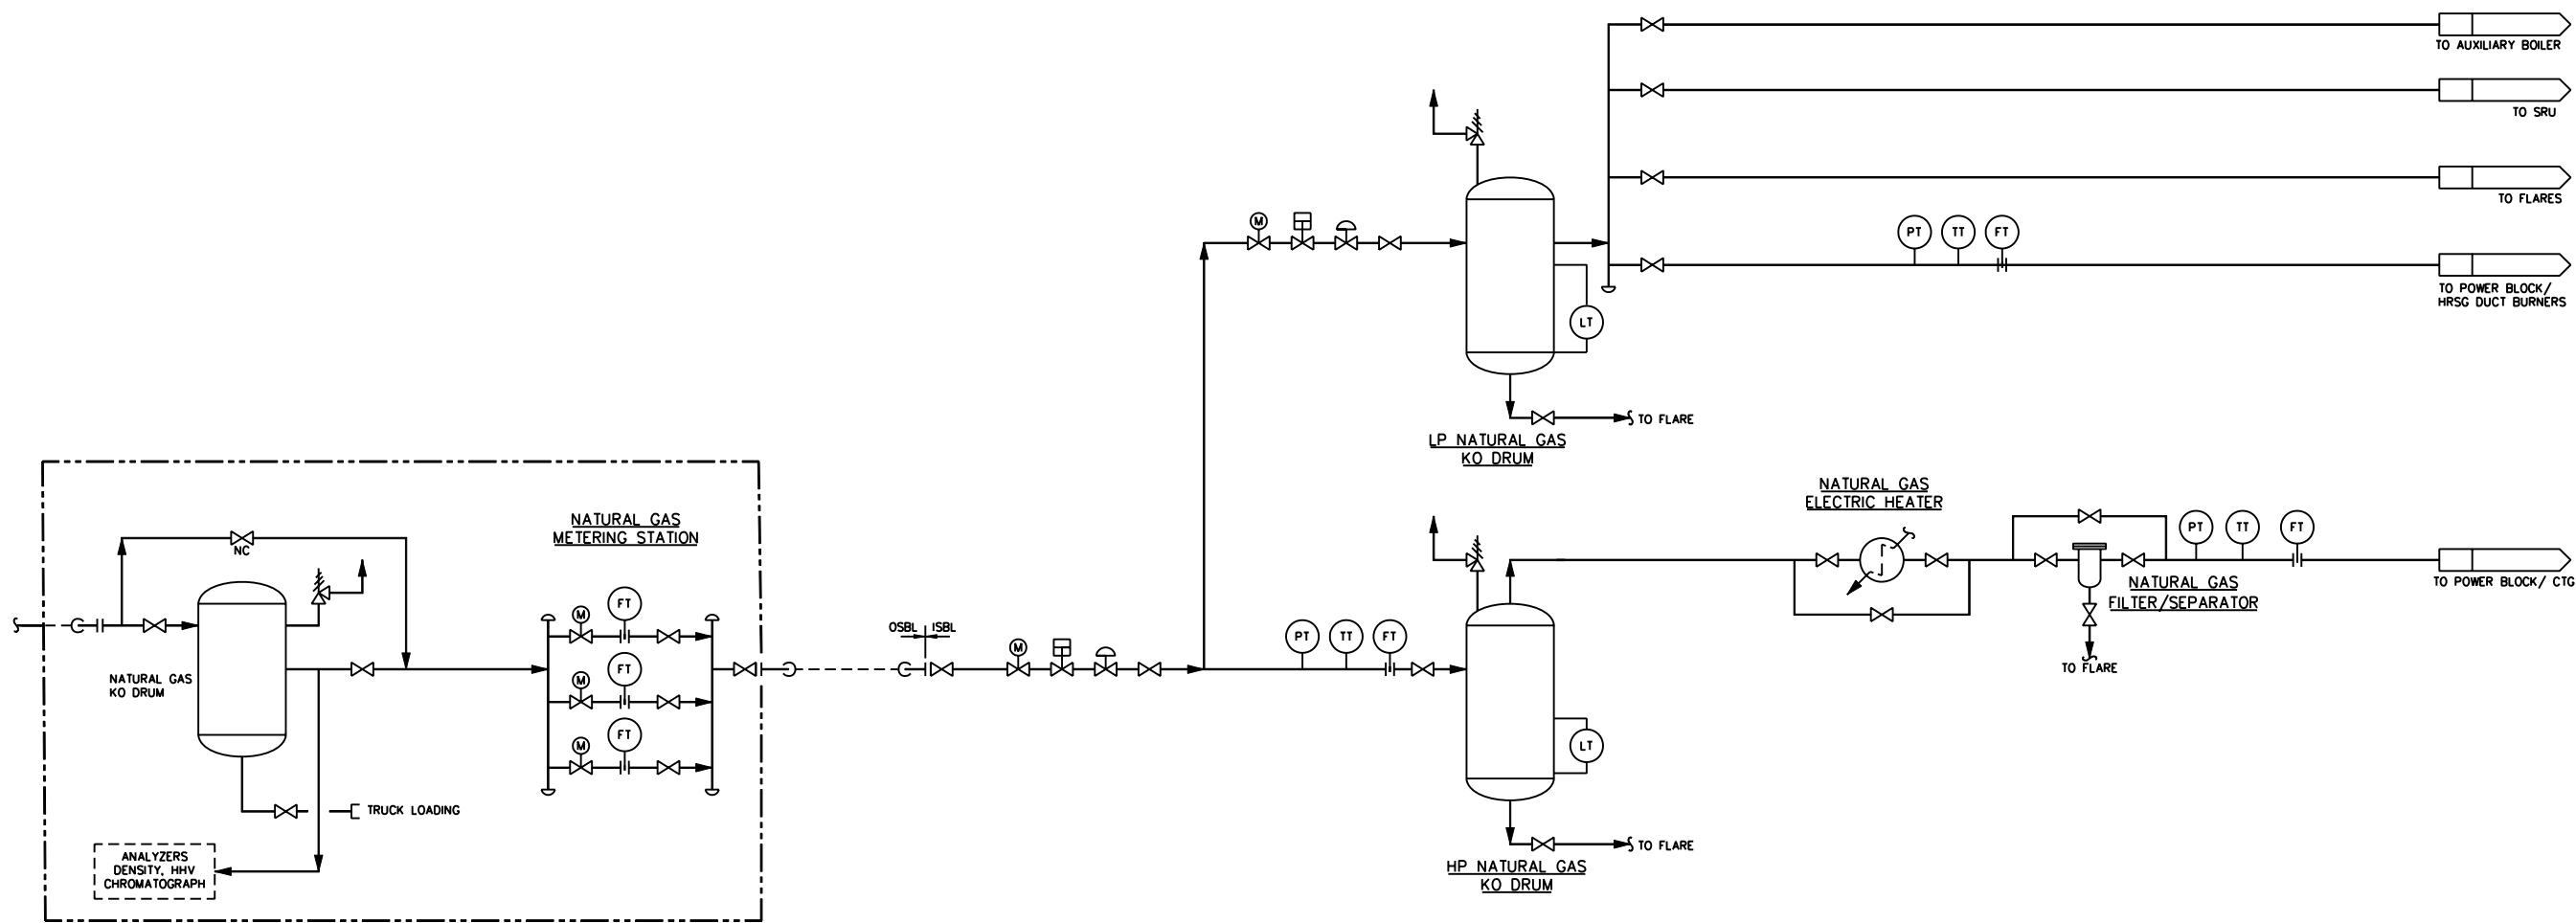 TO AUXILIARY BOILER
TO SRU
TO FLARES
M
PT
TT
FT
TO POWER BLOCK/
HRSG DUCT BURNERS
LT
TO FLARE
LP NATURAL GAS
KO DRUM
NATURAL GAS
ELECTRIC HEATER
NATURAL GAS
METERING STATION
NC
PT
TT
FT
TO POWER BLOCK/ CTG
NATURAL GAS
FILTER/SEPARATOR
TO FLARE
M
FT
M
FT
M
FT
OSBL
ISBL
M
PT
TT
FT
NATURAL GAS
KO DRUM
LT
TRUCK LOADING
TO FLARE
HP NATURAL GAS
KO DRUM
ANALYZERS
DENSITY, HHV
CHROMATOGRAPH